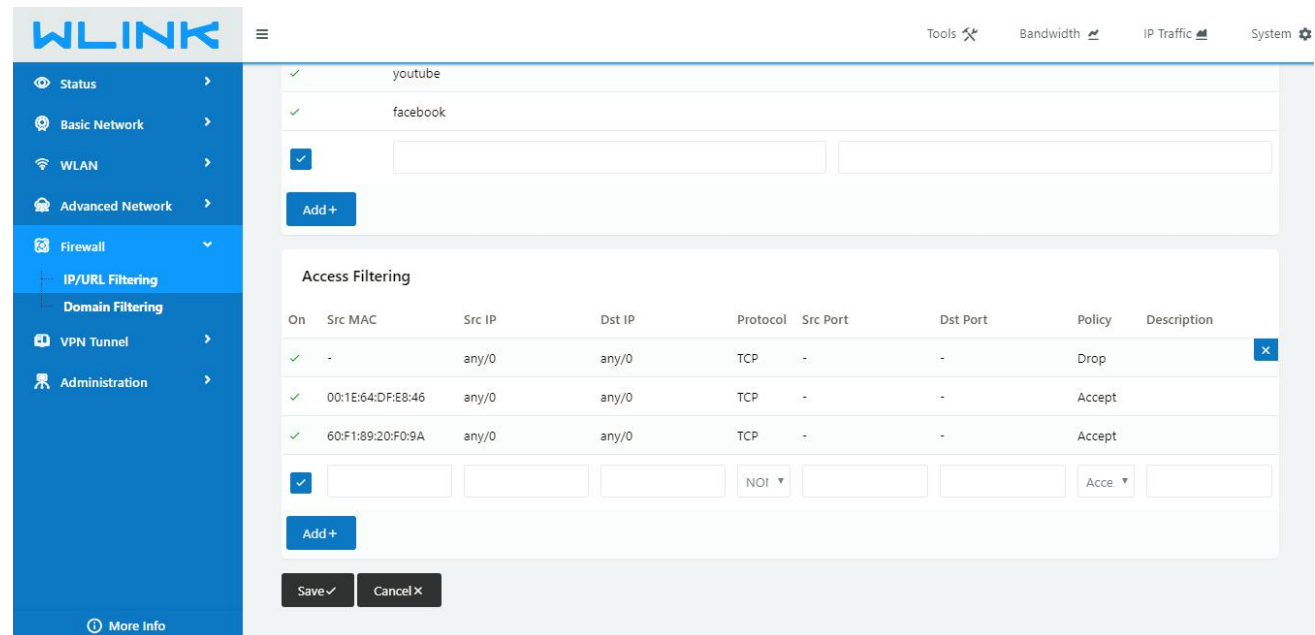 WLINK
Tools Bandwidth IP Traffic System
Status
Basic Network
WLAN
Advanced Network
Firewall
IP/URL Filtering
Domain Filtering
VPN Tunnel
Administration
More Info
youtube
facebook
Add+
Access Filtering
On Src MAC Src IP Dst IP Protocol Src Port Dst Port Policy Description
- any/0 any/0 TCP - - Drop
00:1E:64:DF:E8:46 any/0 any/0 TCP - - Accept
60:F1:89:20:F0:9A any/0 any/0 TCP - - Accept
NOI Acce
Add+
Save Cancel